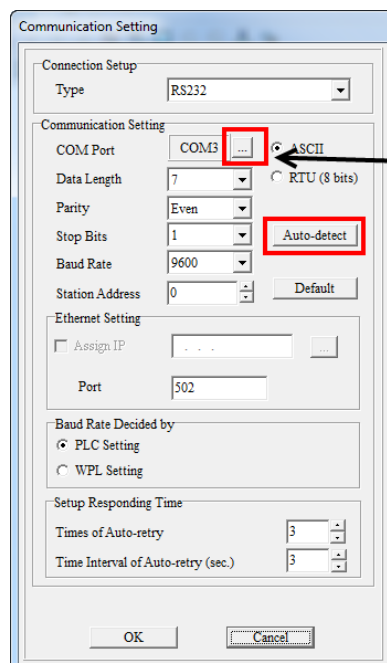 Communication Setting
Connection Setup
Type RS232
Communication Setting
COM Port COM3 ... ASCII
Data Length 7 RTU (8 bits)
Parity Even
Stop Bits 1 Auto-detect
Baud Rate 9600
Station Address 0 Default
Ethernet Setting
Assign IP . . . ...
Port 502
Baud Rate Decided by
PLC Setting
WPL Setting
Setup Responding Time
Times of Auto-retry 3
Time Interval of Auto-retry (sec.) 3
OK Cancel